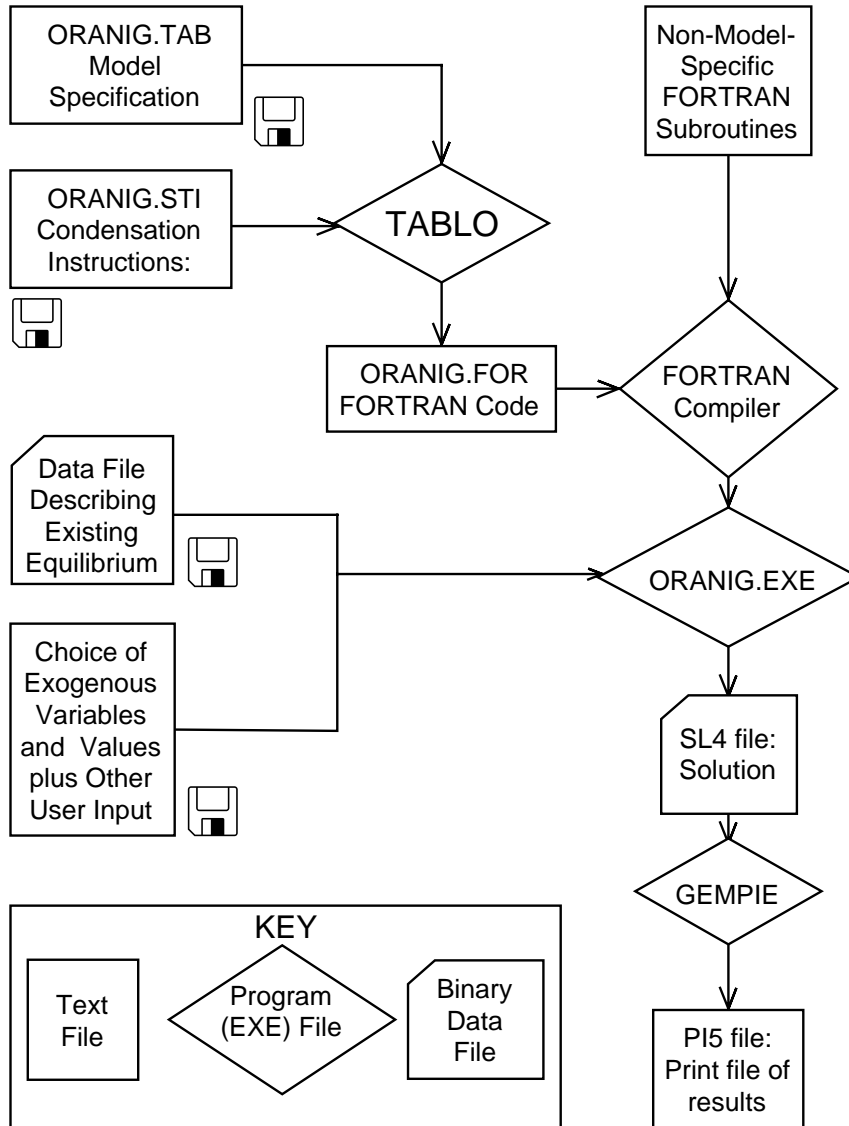 ORANIG.TAB
Model
Specification
Non-Model-
Specific
FORTRAN
Subroutines
ORANIG.STI
Condensation
Instructions:
TABLO
ORANIG.FOR
FORTRAN Code
FORTRAN
Compiler
Data File
Describing
Existing
Equilibrium
ORANIG.EXE
Choice of
Exogenous
Variables
and Values
plus Other
User Input
SL4 file:
Solution
GEMPIE
PI5 file:
Print file of
results
KEY
Text
File
Program
(EXE) File
Binary
Data
File